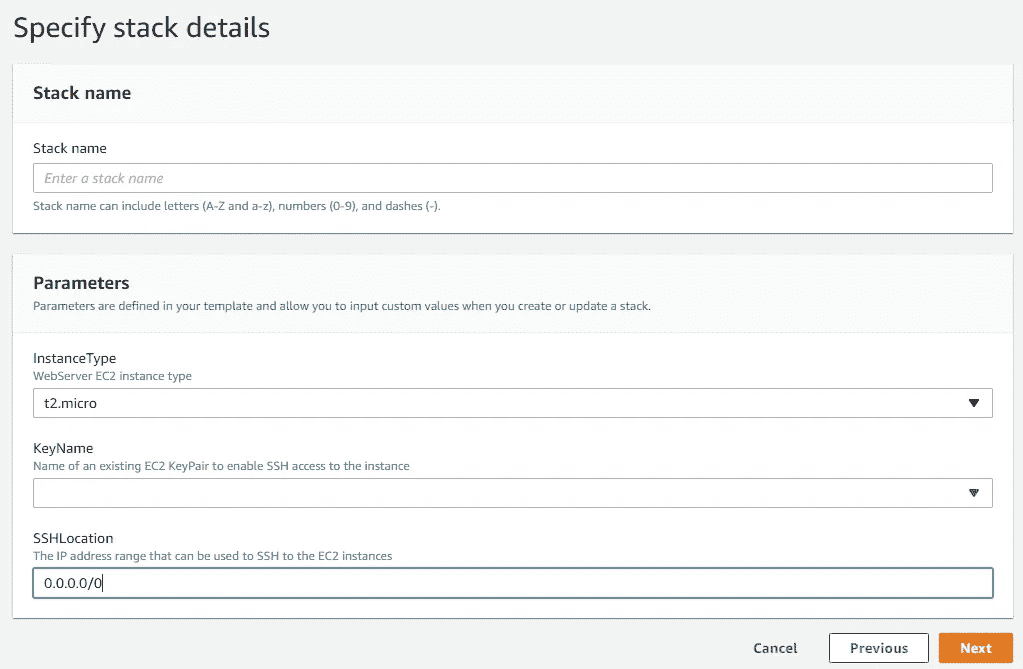 Specify stack details
Stack name
Stack name
Enter a stack name
Stack name can include letters (A-Z and a-z), numbers (0-9), and dashes (-).
Parameters
Parameters are defined in your template and allow you to input custom values when you create or update a stack.
InstanceType
WebServer EC2 instance type
t2.micro
KeyName
Name of an existing EC2 KeyPair to enable SSH access to the instance
SSHLocation
The IP address range that can be used to SSH to the EC2 instances
0.0.0.0/0
Cancel Previous Next